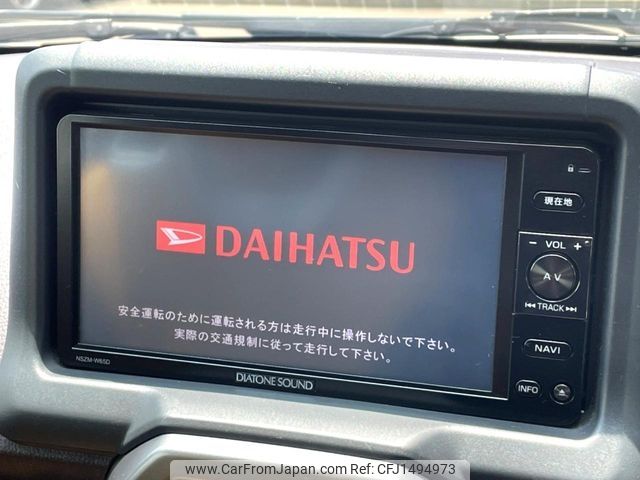 現在地
− VOL +
AV
⏮ TRACK ⏭
DAIHATSU
安全運転のために運転される方は走行中に操作しないで下さい。
実際の交通規制に従って走行して下さい。
NAVI
NSZM-W65D
DIATONE SOUND
INFO
www.CarFromJapan.com | Ref No: CFJ1494973